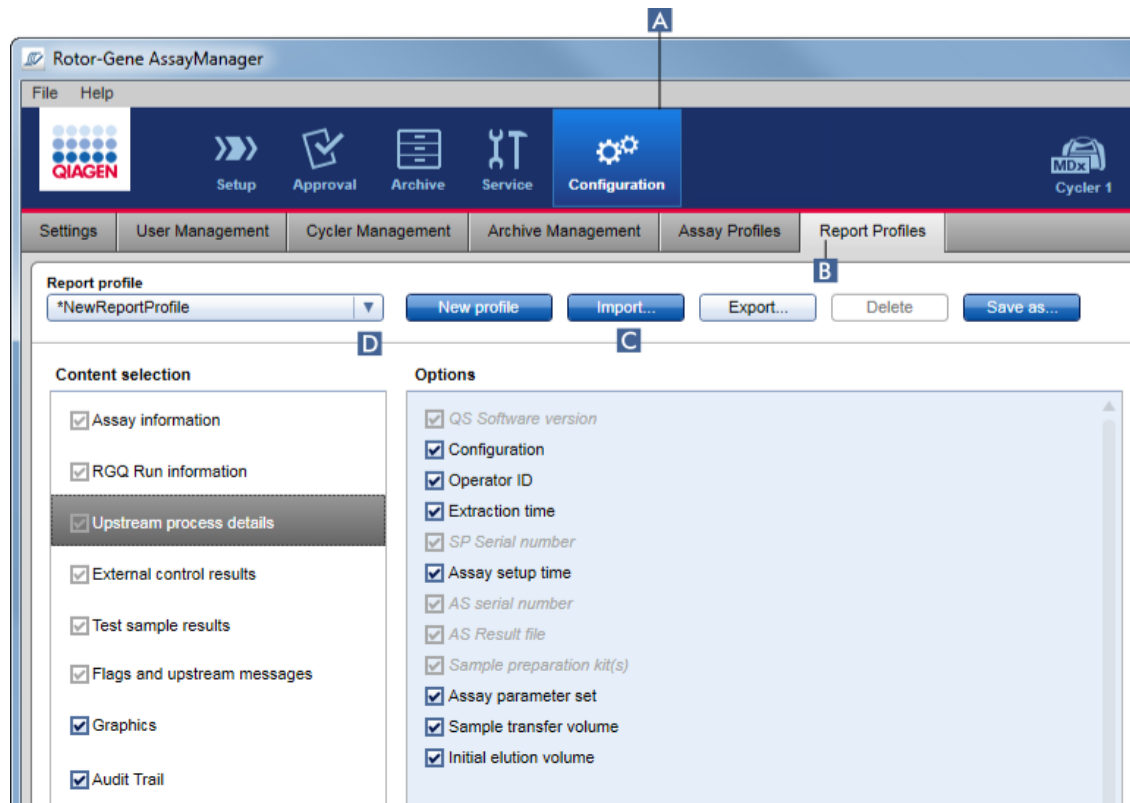 A
Rotor-Gene AssayManager
File Help
QIAGEN
Setup
Approval
Archive
Service
Configuration
MDx
Cycler 1
Settings
User Management
Cycler Management
Archive Management
Assay Profiles
Report Profiles
B
Report profile
*NewReportProfile
New profile
Import...
Export...
Delete
Save as...
D
C
Content selection
Assay information
RGQ Run information
Upstream process details
External control results
Test sample results
Flags and upstream messages
Graphics
Audit Trail
Options
QS Software version
Configuration
Operator ID
Extraction time
SP Serial number
Assay setup time
AS serial number
AS Result file
Sample preparation kit(s)
Assay parameter set
Sample transfer volume
Initial elution volume